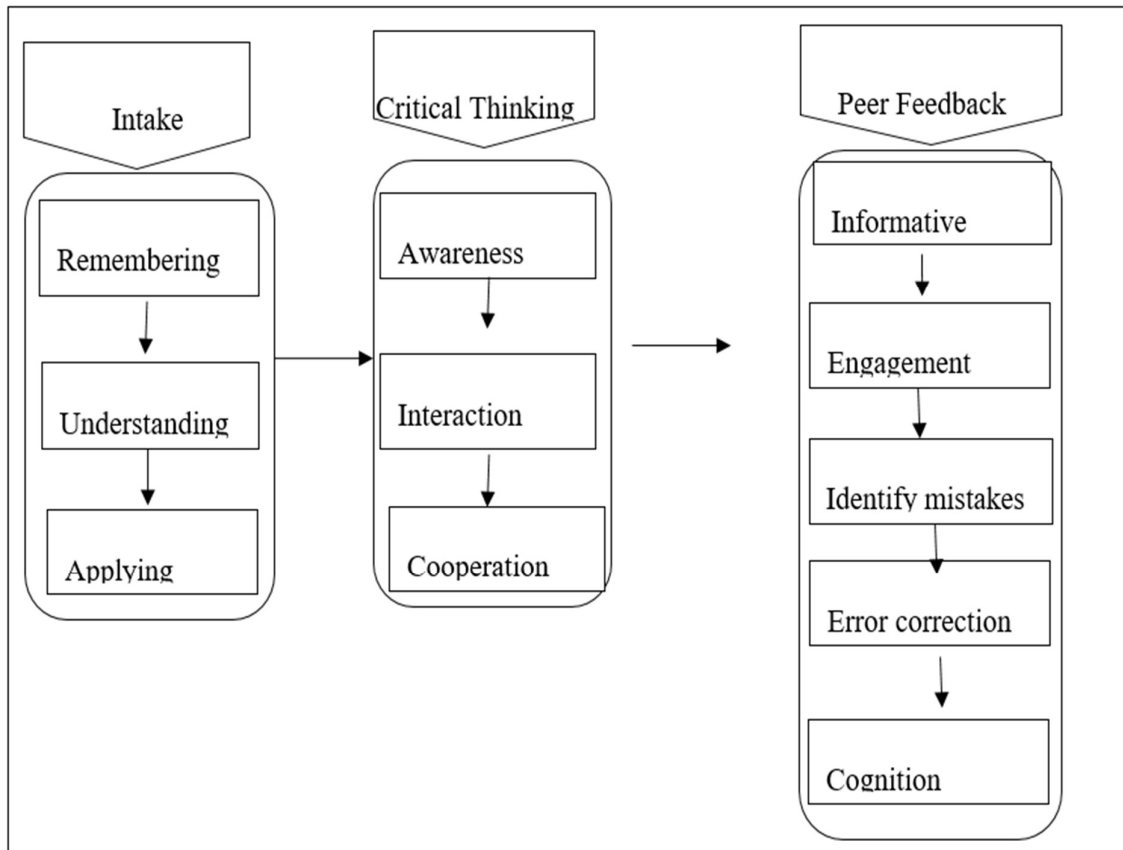 Intake
Remembering
Understanding
Applying
Critical Thinking
Awareness
Interaction
Cooperation
Peer Feedback
Informative
Engagement
Identify mistakes
Error correction
Cognition